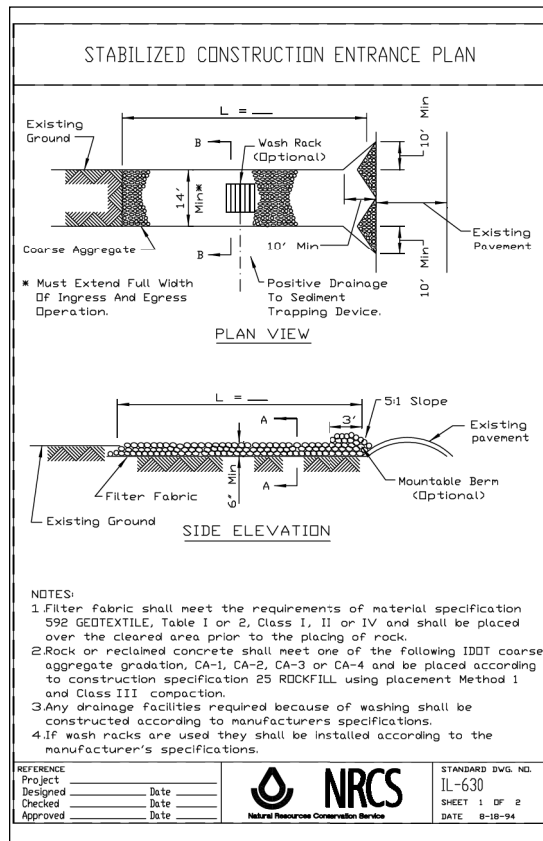 STABILIZED CONSTRUCTION ENTRANCE PLAN
L = ___
Existing
Ground
B
Wash Rack
(Optional)
10' Min
14'
Min*
Coarse Aggregate
B
10' Min
Existing
Pavement
10' Min
* Must Extend Full Width
Of Ingress And Egress
Operation.
Positive Drainage
To Sediment
Trapping Device.
PLAN VIEW
L = ___
A
3'
5:1 Slope
Existing
pavement
Filter Fabric
6" Min
A
Mountable Berm
(Optional)
Existing Ground
SIDE ELEVATION
NOTES:
1.Filter fabric shall meet the requirements of material specification
592 GEOTEXTILE, Table 1 or 2, Class I, II or IV and shall be placed
over the cleared area prior to the placing of rock.
2.Rock or reclaimed concrete shall meet one of the following IDOT coarse
aggregate gradation, CA-1, CA-2, CA-3 or CA-4 and be placed according
to construction specification 25 ROCKFILL using placement Method 1
and Class III compaction.
3.Any drainage facilities required because of washing shall be
constructed according to manufacturers specifications.
4.If wash racks are used they shall be installed according to the
manufacturer's specifications.
REFERENCE
Project
Designed Date
Checked Date
Approved Date
NRCS
Natural Resources Conservation Service
STANDARD DWG. NO.
IL-630
SHEET 1 OF 2
DATE 8-18-94